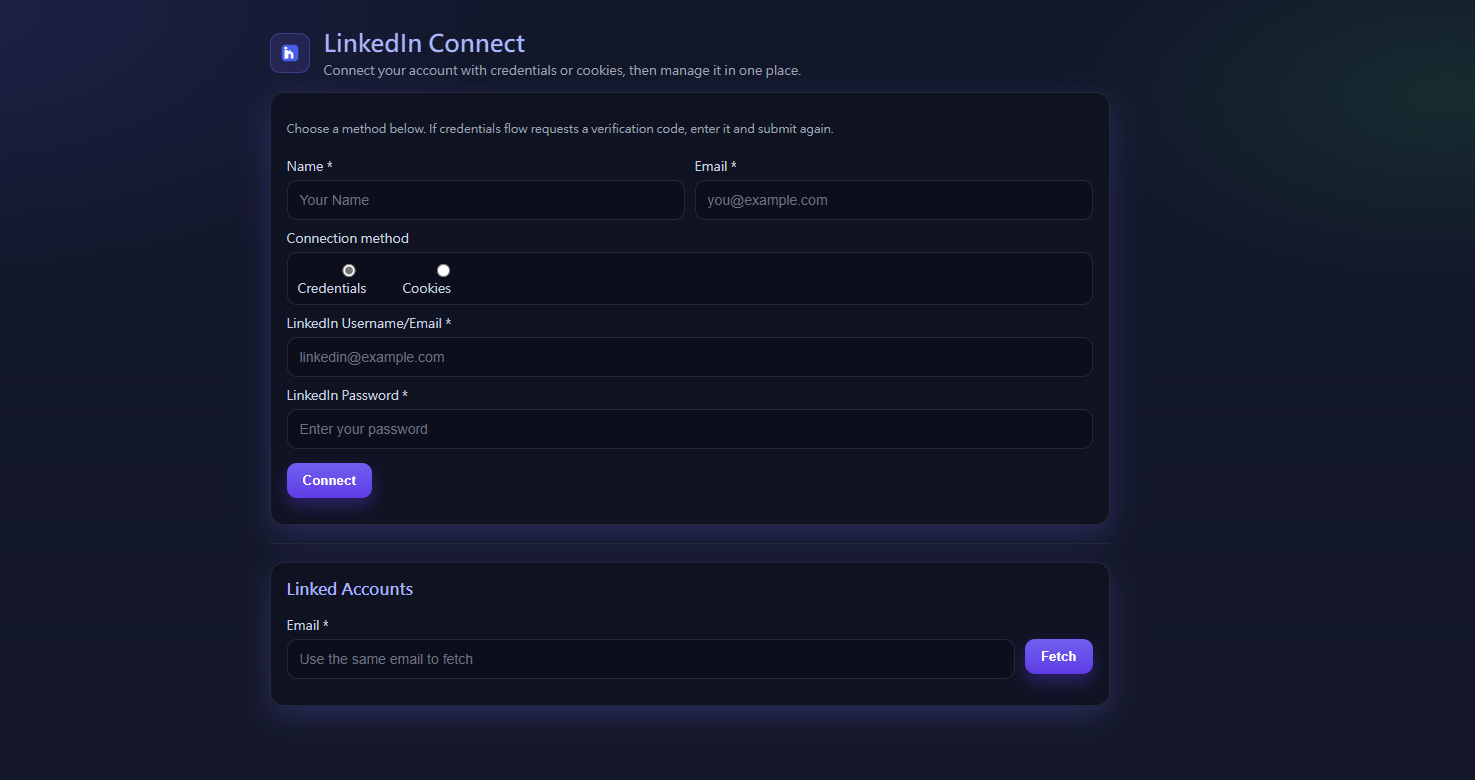 LinkedIn Connect
Connect your account with credentials or cookies, then manage it in one place.
Choose a method below. If credentials flow requests a verification code, enter it and submit again.
Name * Email *
Your Name you@example.com
Connection method
Credentials Cookies
LinkedIn Username/Email *
linkedin@example.com
LinkedIn Password *
Enter your password
Connect
Linked Accounts
Email *
Use the same email to fetch Fetch